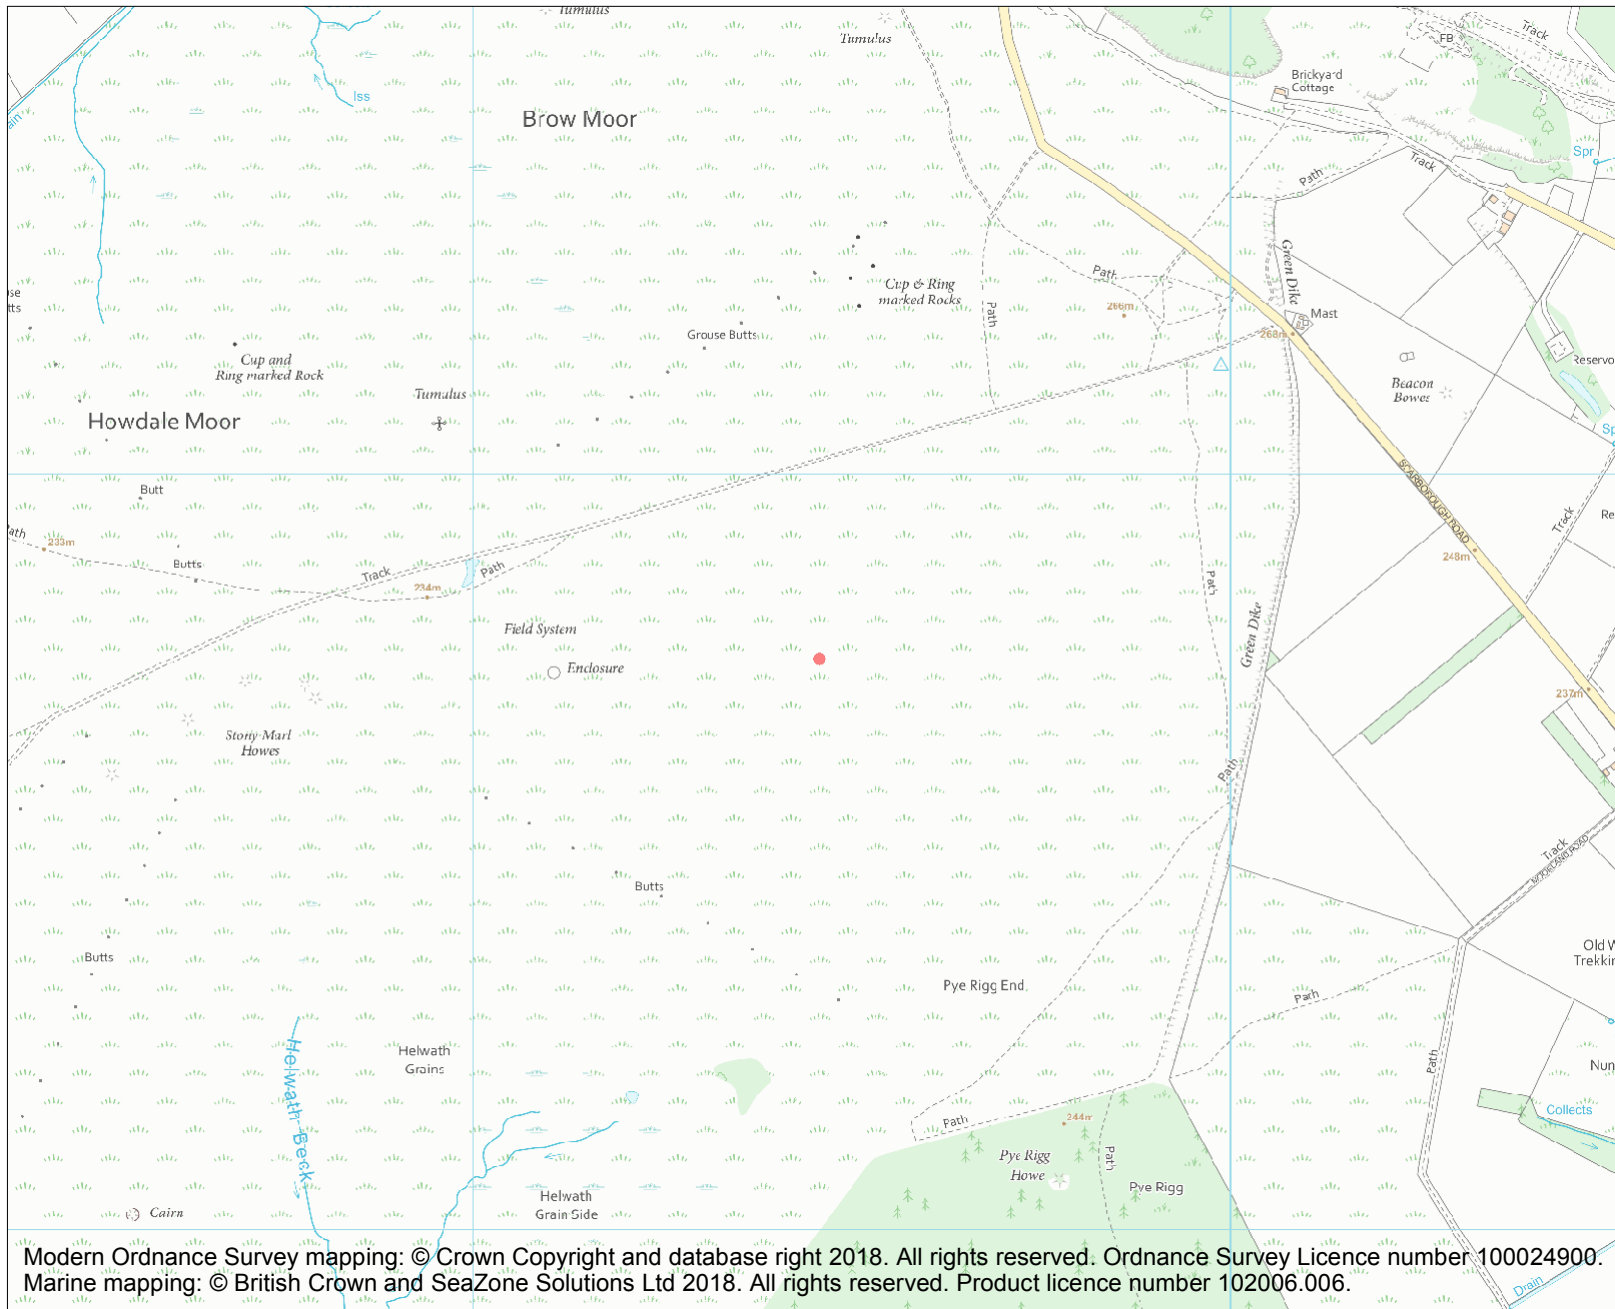 Tumulus
Tumulus
Track
FB
Brickyard
Cottage
Iss
Brow Moor
Spr
Track
Path
Green Dike
Path
Cup & Ring
marked Rocks
Path
266m
Mast
268m
Grouse Butts
Cup and
Ring marked Rock
Reservo
Beacon
Bowes
Tumulus
Howdale Moor
Sp
SCARBOROUGH ROAD
Butt
Track
Re
ath
233m
248m
Butts
Track
Path
234m
Path
Field System
Green Dike
Enclosure
237m
Stony Marl
Howes
Path
Track
MOORLAND ROAD
Butts
Butts
Old W
Trekkin
Pye Rigg End
Path
Helwath
Grains
Helwath Beck
Path
Nun
Collects
244m
Path
Pye Rigg
Howe
Path
Pye Rigg
Helwath
Grain Side
Cairn
Modern Ordnance Survey mapping: © Crown Copyright and database right 2018. All rights reserved. Ordnance Survey Licence number 100024900.
Marine mapping: © British Crown and SeaZone Solutions Ltd 2018. All rights reserved. Product licence number 102006.006.
Drain